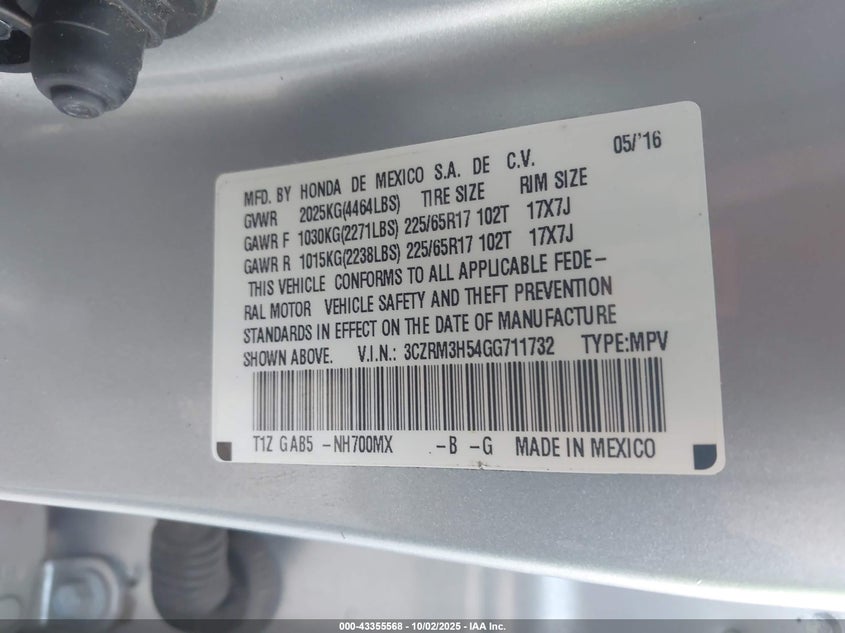 05/'16
MFD. BY HONDA DE MEXICO S.A. DE C.V.
GVWR 2025KG(4464LBS) TIRE SIZE RIM SIZE
GAWR F 1030KG(2271LBS) 225/65R17 102T 17X7J
GAWR R 1015KG(2238LBS) 225/65R17 102T 17X7J
THIS VEHICLE CONFORMS TO ALL APPLICABLE FEDE-
RAL MOTOR VEHICLE SAFETY AND THEFT PREVENTION
STANDARDS IN EFFECT ON THE DATE OF MANUFACTURE
SHOWN ABOVE. V.I.N.: 3CZRM3H54GG711732 TYPE:MPV
T1Z GAB5 -NH700MX -B -G MADE IN MEXICO
000-43355568 - 10/02/2025 - IAA Inc.